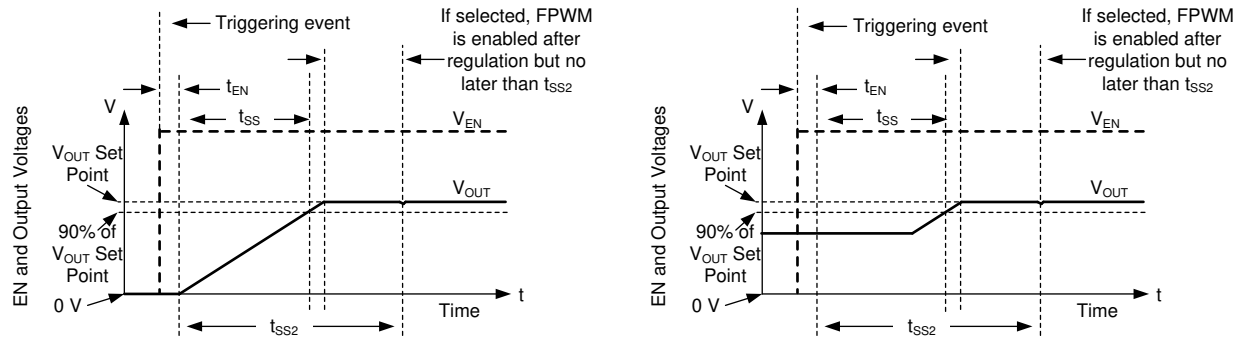 Triggering event
If selected, FPWM
is enabled after
regulation but no
later than tSS2
tEN
tSS
V
VEN
EN and Output Voltages
VOUT Set
Point
VOUT
90% of
VOUT Set
Point
0 V
t
Time
tSS2
Triggering event
If selected, FPWM
is enabled after
regulation but no
later than tSS2
tEN
tSS
V
VEN
EN and Output Voltages
VOUT Set
Point
VOUT
90% of
VOUT Set
Point
0 V
t
Time
tSS2